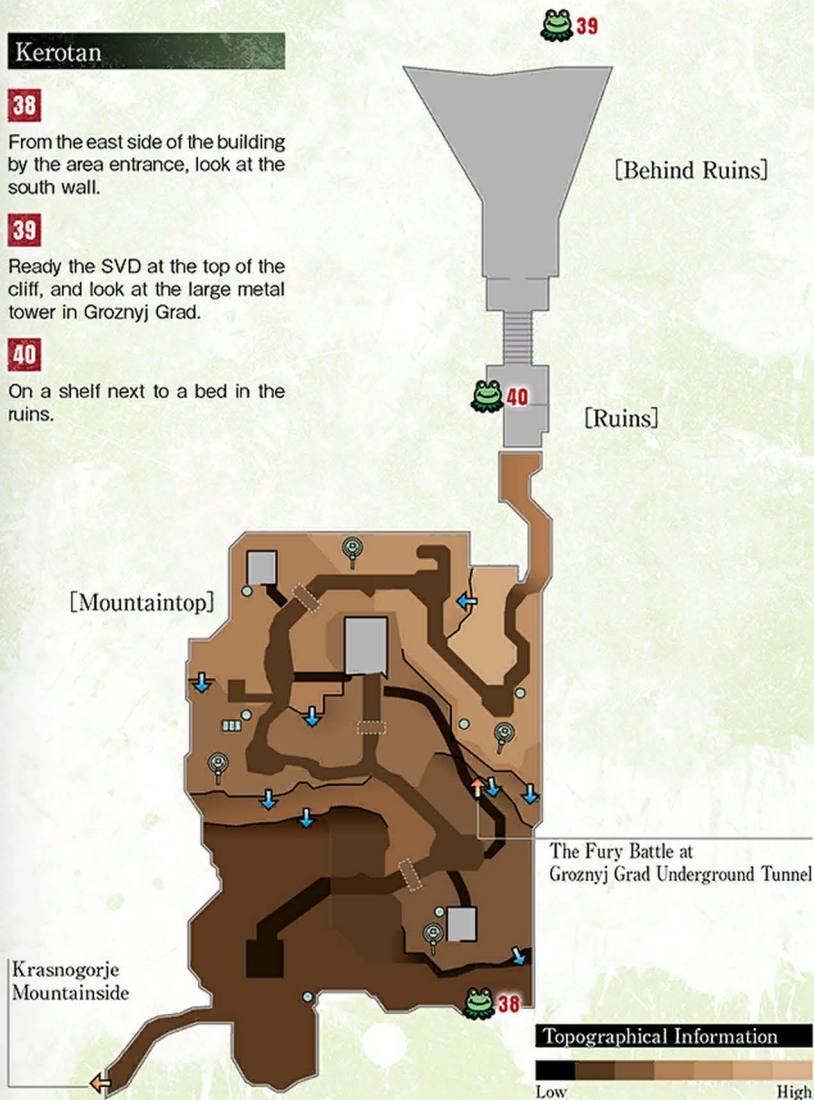 Kerotan
38
From the east side of the building
by the area entrance, look at the
south wall.
39
Ready the SVD at the top of the
cliff, and look at the large metal
tower in Groznyj Grad.
40
On a shelf next to a bed in the
ruins.
39
[Behind Ruins]
40
[Ruins]
[Mountaintop]
The Fury Battle at
Groznyj Grad Underground Tunnel
Krasnogorje
Mountainside
38
Topographical Information
Low
High